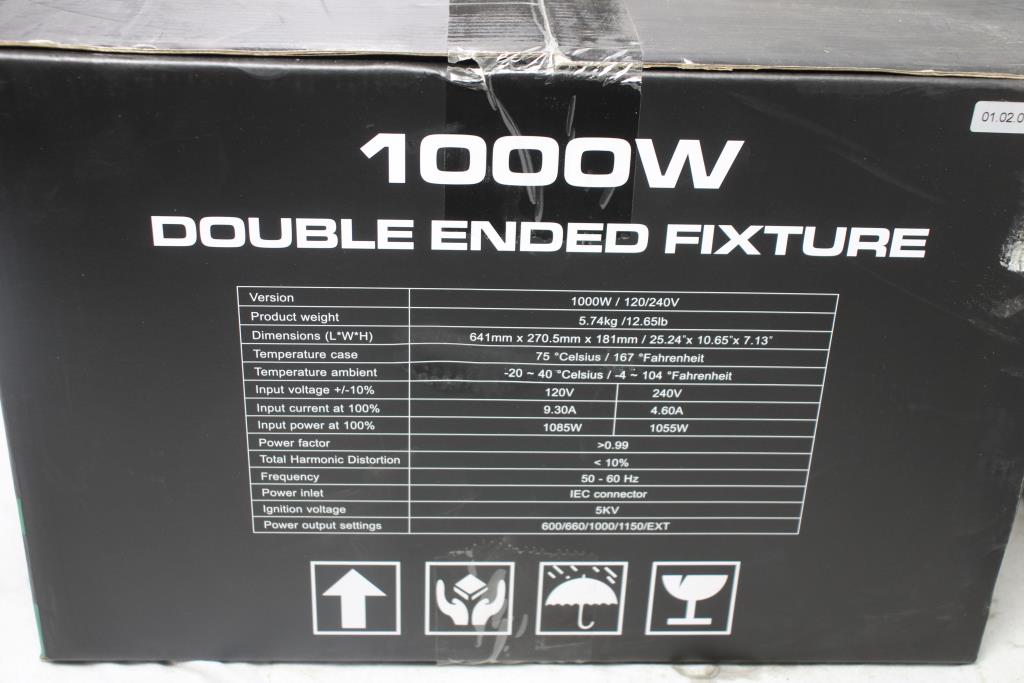 01.02.0
1000W
DOUBLE ENDED FIXTURE
Version 1000W / 120/240V
Product weight 5.74kg /12.65lb
Dimensions (L*W*H) 641mm x 270.5mm x 181mm / 25.24"x 10.65"x 7.13"
Temperature case 75 °Celsius / 167 °Fahrenheit
Temperature ambient -20 ~ 40 °Celsius / -4 ~ 104 °Fahrenheit
Input voltage +/-10% 120V 240V
Input current at 100% 9.30A 4.60A
Input power at 100% 1085W 1055W
Power factor >0.99
Total Harmonic Distortion < 10%
Frequency 50 - 60 Hz
Power inlet IEC connector
Ignition voltage 5KV
Power output settings 600/660/1000/1150/EXT